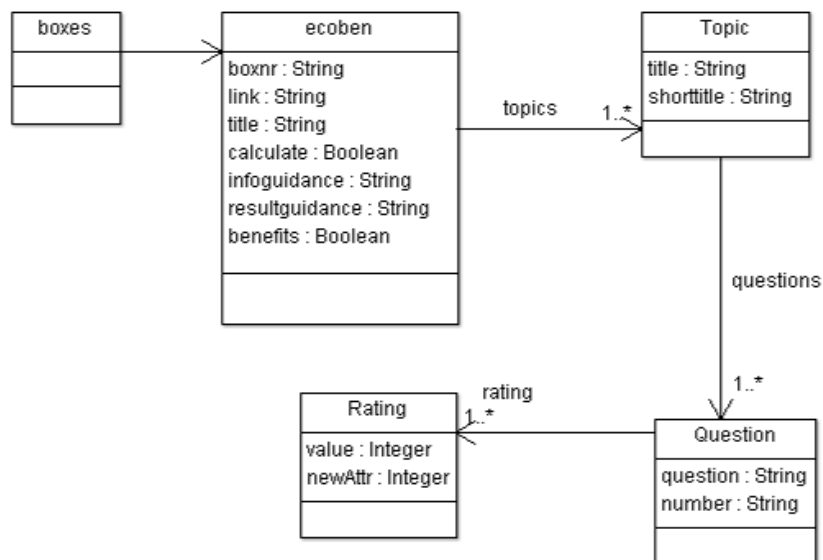 boxes
ecoben
boxnr : String
link : String
title : String
calculate : Boolean
infoguidance : String
resultguidance : String
benefits : Boolean
topics
1..*
Topic
title : String
shorttitle : String
questions
1..*
Question
question : String
number : String
rating
1..*
Rating
value : Integer
newAttr : Integer